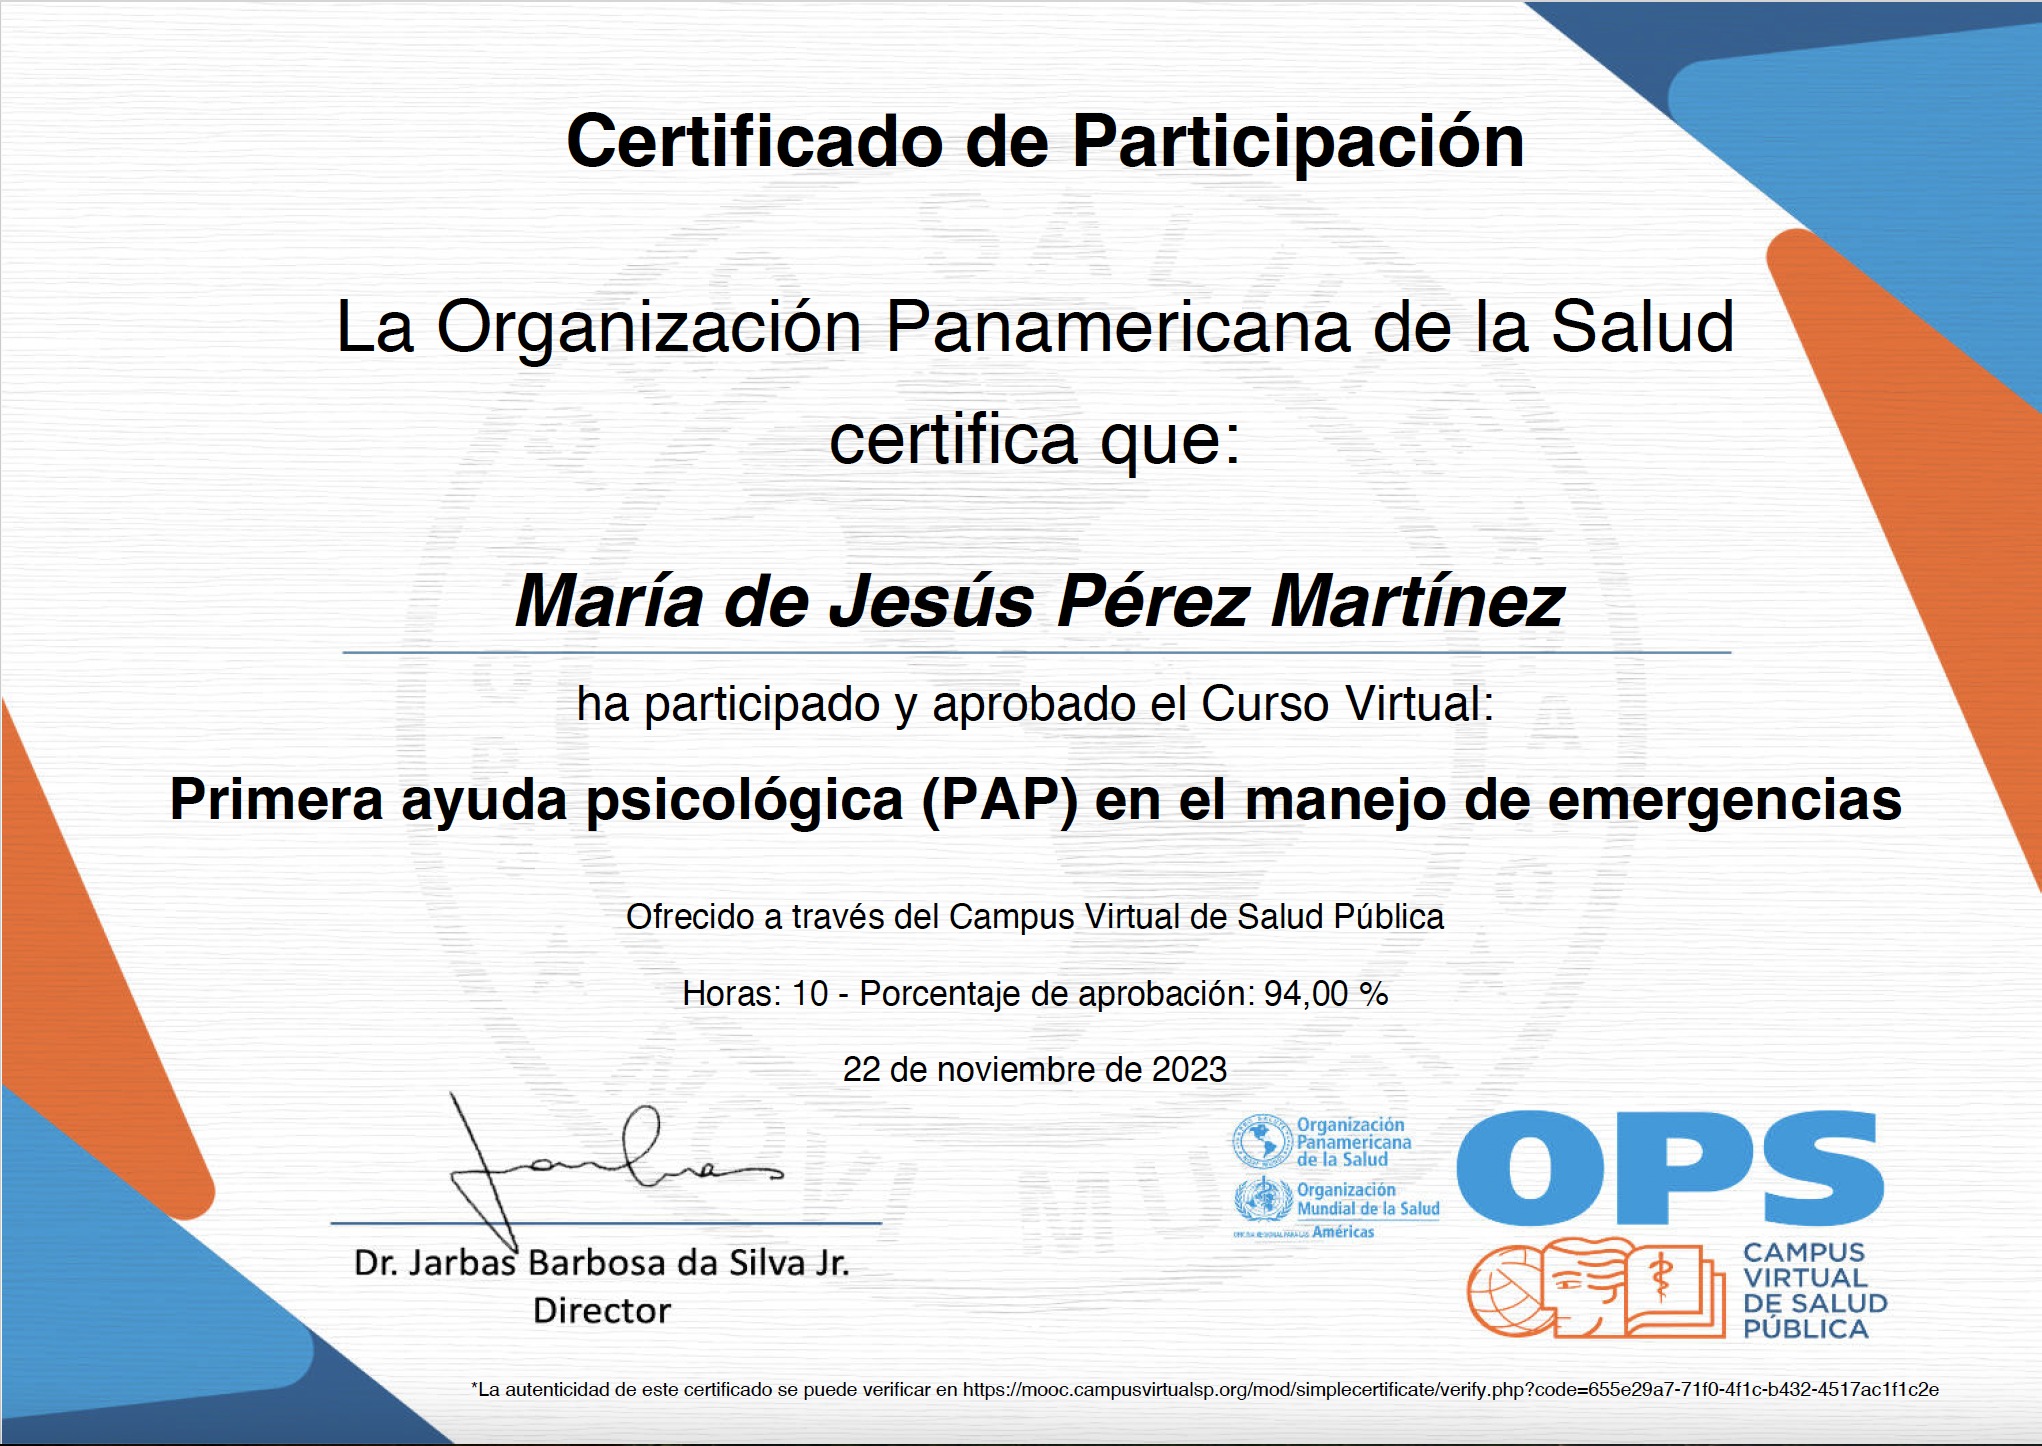 Certificado de Participación
La Organización Panamericana de la Salud
certifica que:
María de Jesús Pérez Martínez
ha participado y aprobado el Curso Virtual:
Primera ayuda psicológica (PAP) en el manejo de emergencias
Ofrecido a través del Campus Virtual de Salud Pública
Horas: 10 - Porcentaje de aprobación: 94,00 %
22 de noviembre de 2023
Dr. Jarbas Barbosa da Silva Jr.
Director
Organización
Panamericana
de la Salud
Organización
Mundial de la Salud
OFICINA REGIONAL PARA LAS Américas
OPS
CAMPUS
VIRTUAL
DE SALUD
PÚBLICA
*La autenticidad de este certificado se puede verificar en https://mooc.campusvirtualsp.org/mod/simplecertificate/verify.php?code=655e29a7-71f0-4f1c-b432-4517ac1f1c2e